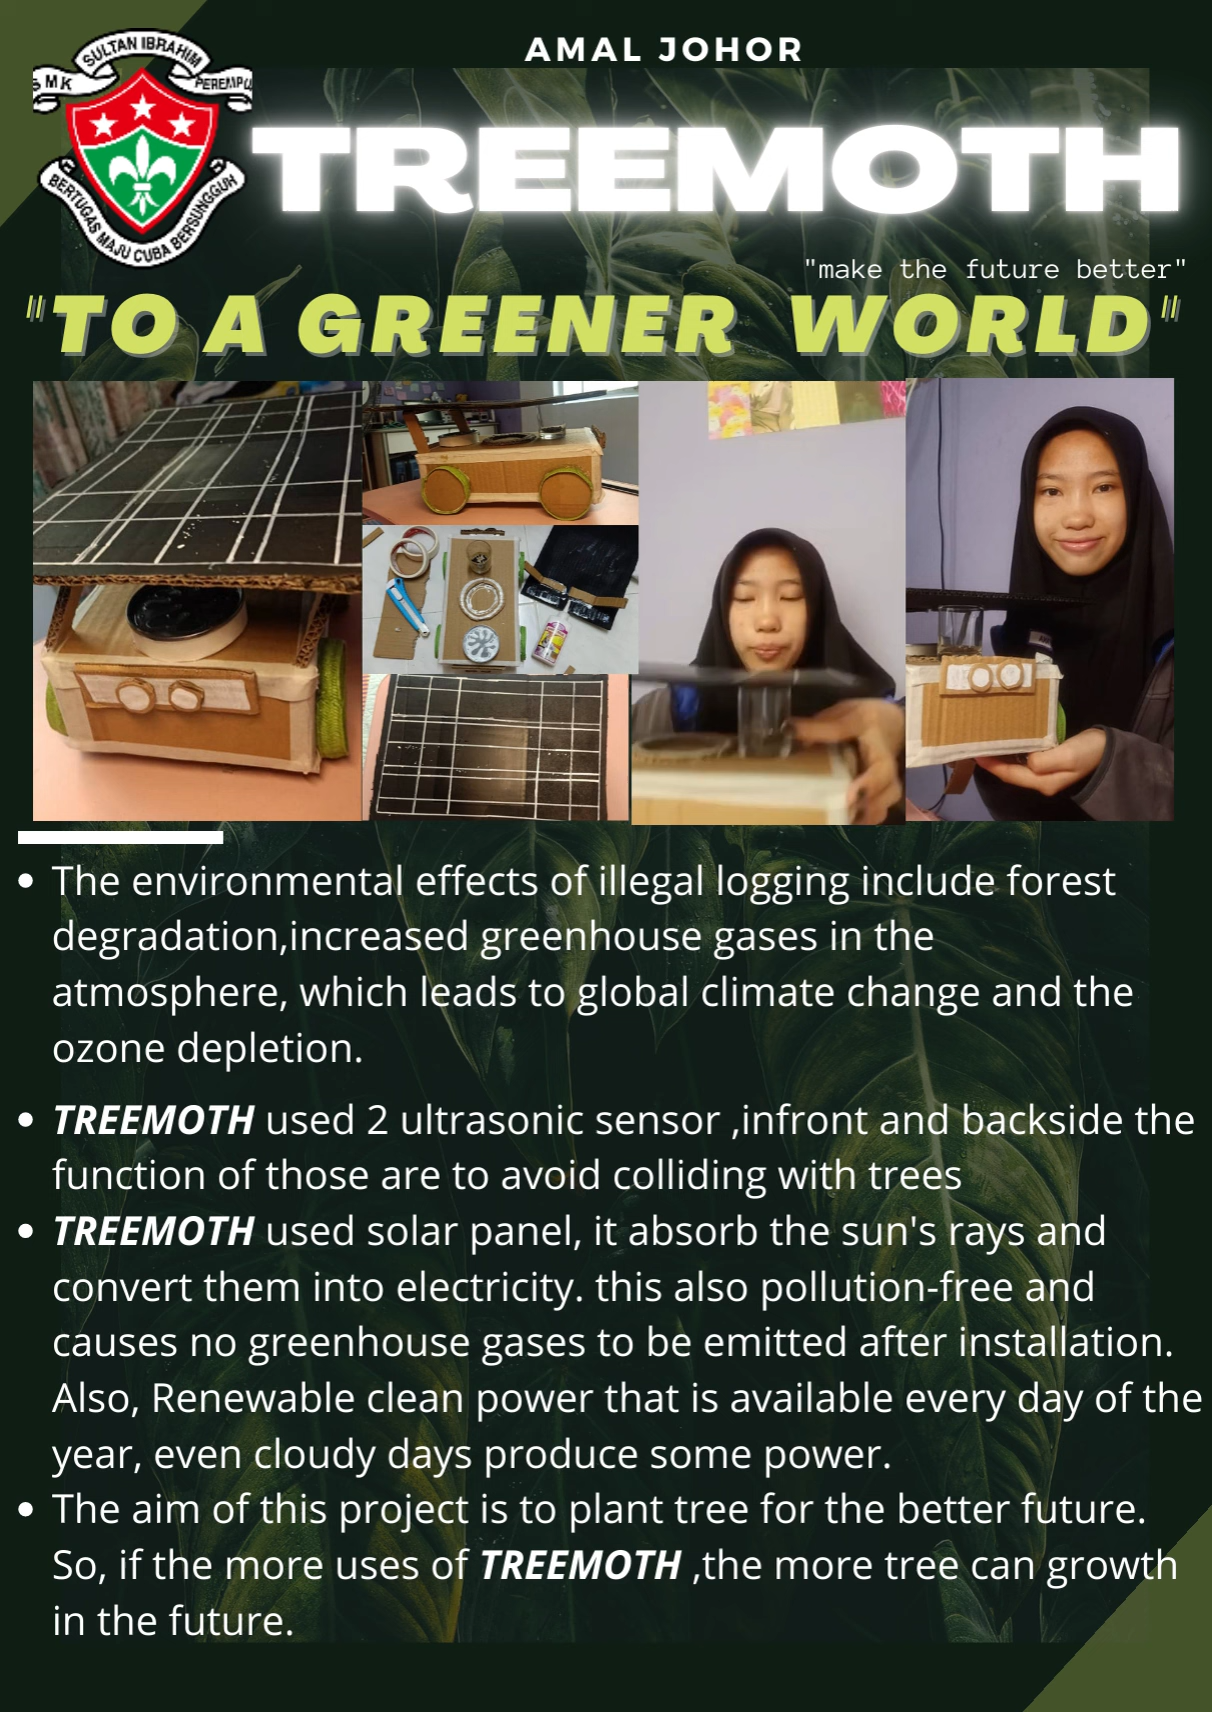 AMAL JOHOR
SULTAN IBRAHIM
SMK
PEREMPU
BERTUGAS MAJU CUBA BERSUNGGUH
TREEMOTH
"make the future better"
"TO A GREENER WORLD"
• The environmental effects of illegal logging include forest
degradation,increased greenhouse gases in the
atmosphere, which leads to global climate change and the
ozone depletion.
• TREEMOTH used 2 ultrasonic sensor ,infront and backside the
function of those are to avoid colliding with trees
• TREEMOTH used solar panel, it absorb the sun's rays and
convert them into electricity. this also pollution-free and
causes no greenhouse gases to be emitted after installation.
Also, Renewable clean power that is available every day of the
year, even cloudy days produce some power.
• The aim of this project is to plant tree for the better future.
So, if the more uses of TREEMOTH ,the more tree can growth
in the future.